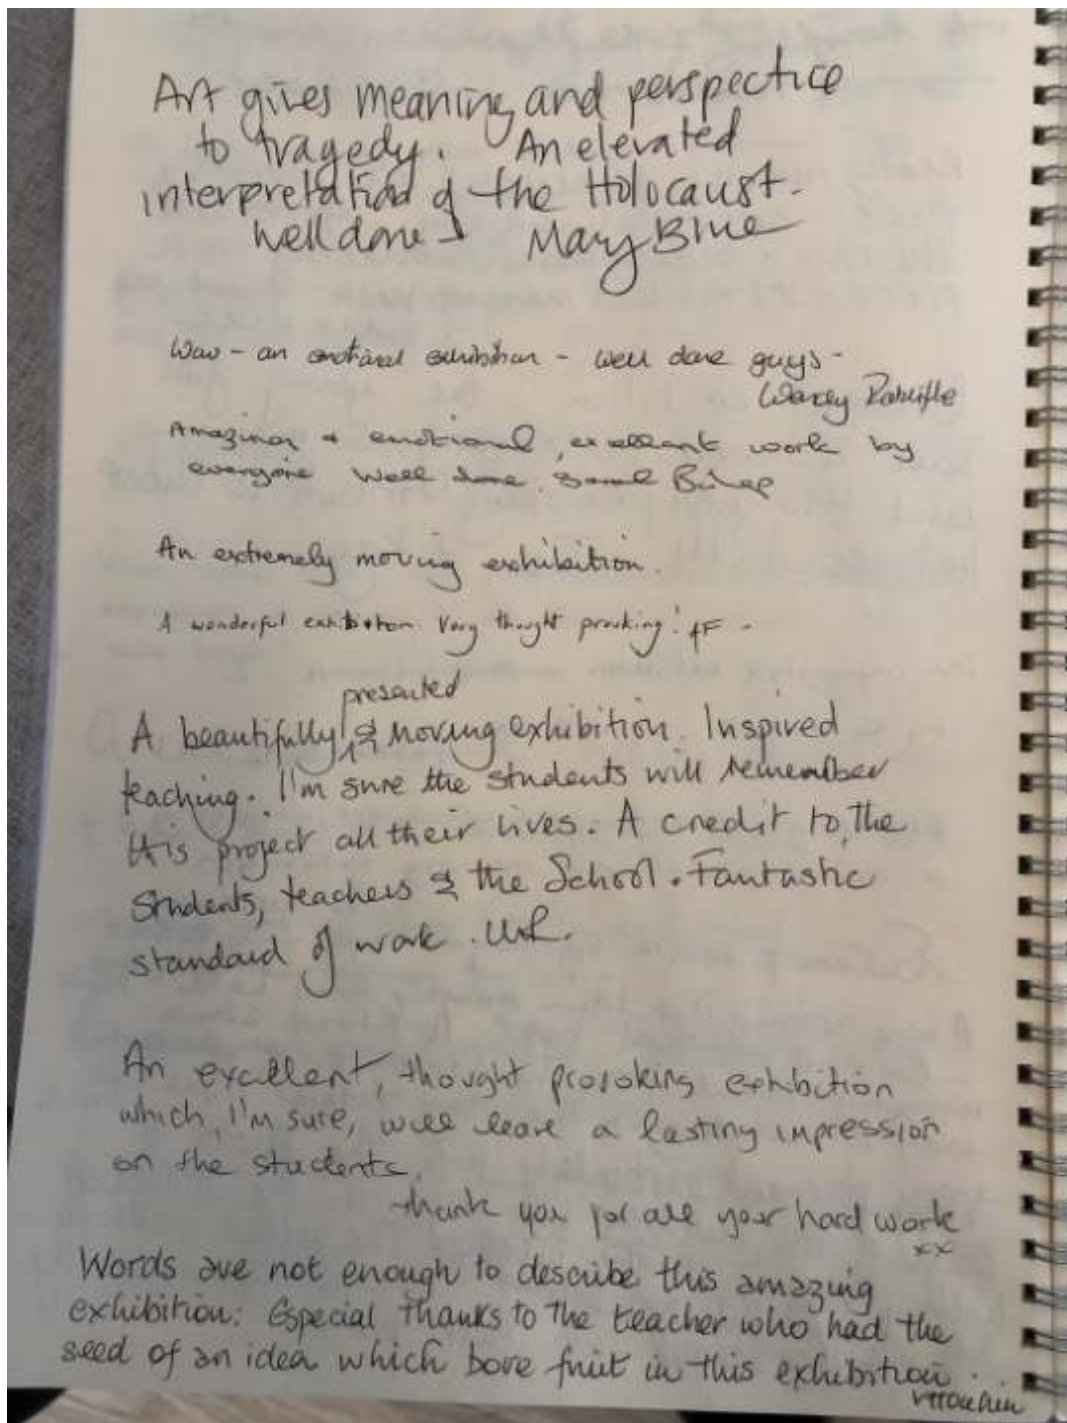 Art gives meaning and perspective
to tragedy. An elevated
interpretation of the Holocaust.
Well done - Mary Blue
Wow - an emotional exhibition - well done guys -
Amazing + emotional, excellant work by
everyone Well done.
An extremely moving exhibition.
A wonderful exhibition. Very thought provoking! AF -
presented
A beautifully & moving exhibition. Inspired
teaching. I'm sure the students will remember
this project all their lives. A credit to the
students, teachers & the School. Fantastic
standard of work.
An excellent, thought provoking exhibition
which, I'm sure, will leave a lasting impression
on the students.
thank you for all your hard work
xx
Words are not enough to describe this amazing
exhibition: Especial thanks to the teacher who had the
seed of an idea which bore fruit in this exhibition.